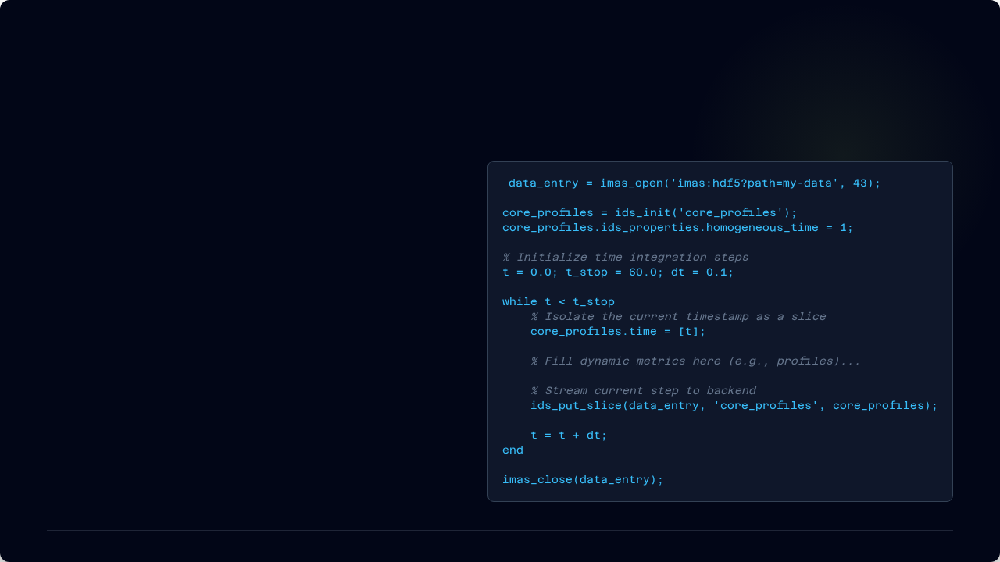 data_entry = imas_open('imas:hdf5?path=my-data', 43);
core_profiles = ids_init('core_profiles');
core_profiles.ids_properties.homogeneous_time = 1;
% Initialize time integration steps
t = 0.0; t_stop = 60.0; dt = 0.1;
while t < t_stop
% Isolate the current timestamp as a slice
core_profiles.time = [t];
% Fill dynamic metrics here (e.g., profiles)...
% Stream current step to backend
ids_put_slice(data_entry, 'core_profiles', core_profiles);
t = t + dt;
end
imas_close(data_entry);